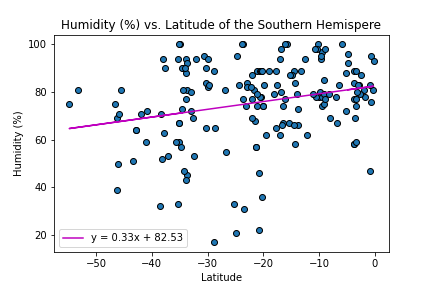 Humidity (%) vs. Latitude of the Southern Hemispere
Humidity (%)
100
80
60
40
20
y = 0.33x + 82.53
−50
−40
−30
−20
−10
0
Latitude